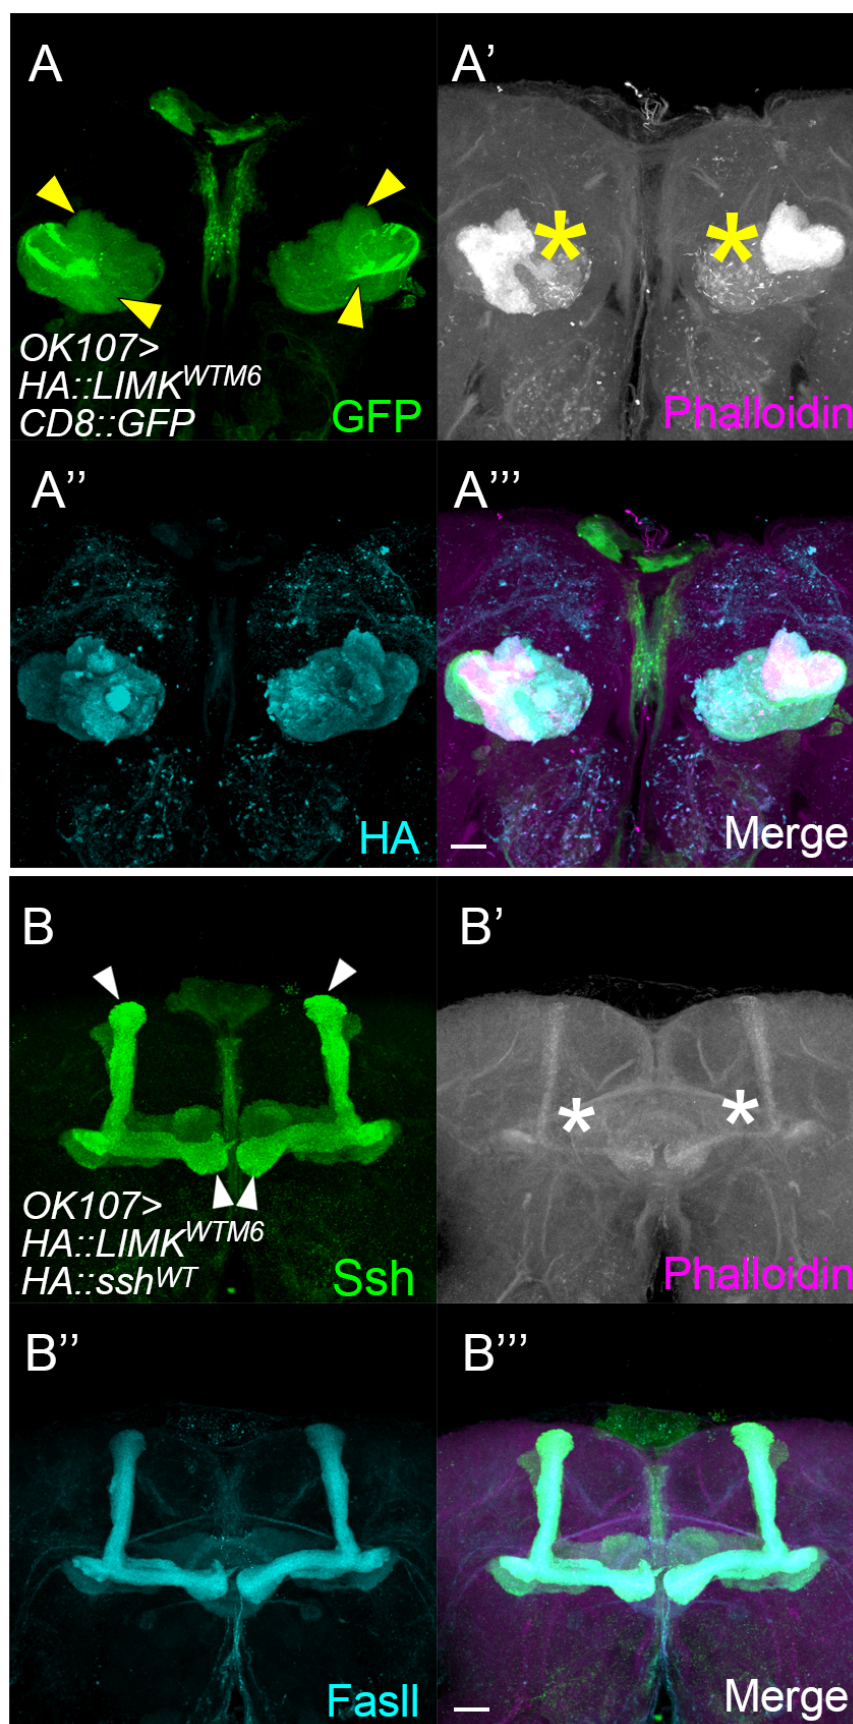 A
A’
OK107>
HA::LIMK^WTM6
CD8::GFP
GFP
*
*
Phalloidin
A’’
A’’’
HA
Merge
B
B’
OK107>
HA::LIMK^WTM6
HA::ssh^WT
Ssh
*
*
Phalloidin
B’’
B’’’
FasII
Merge